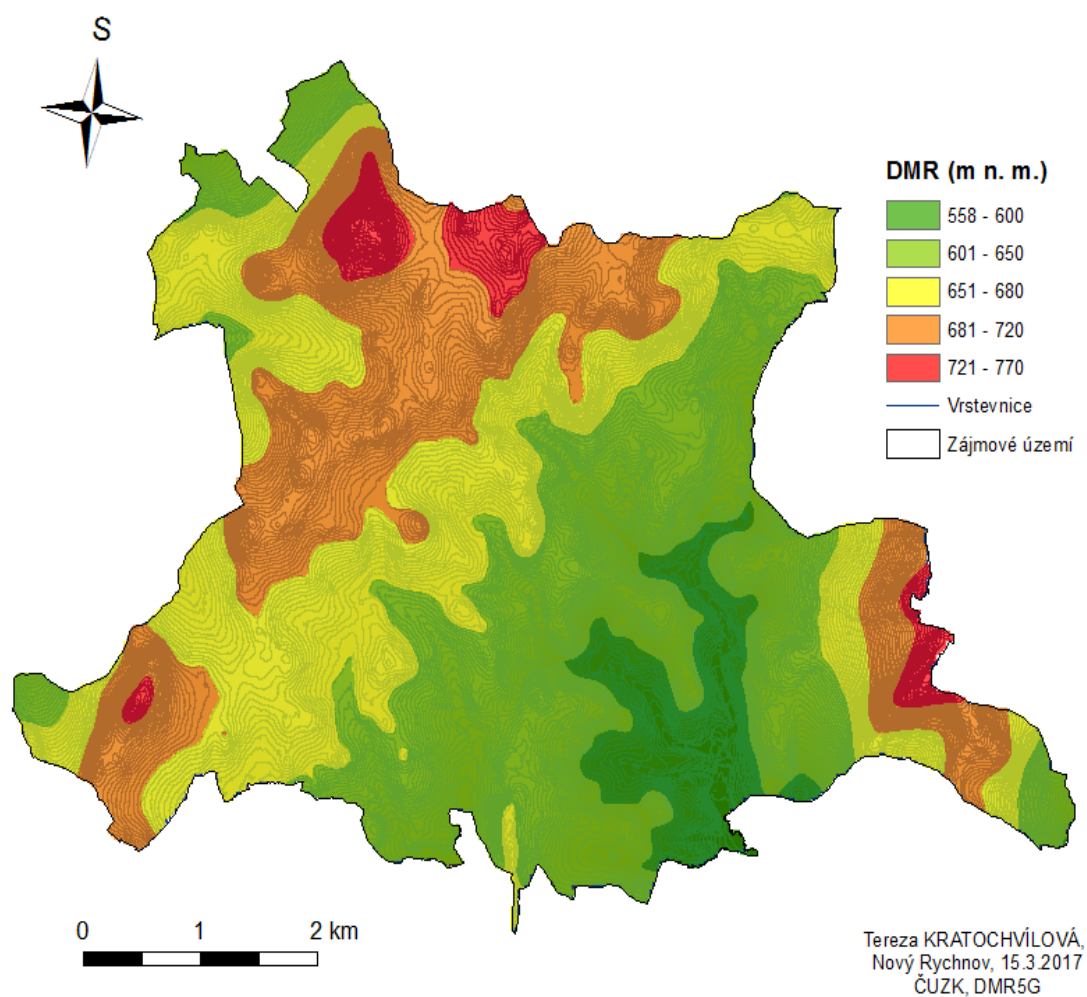 S
DMR (m n. m.)
558 - 600
601 - 650
651 - 680
681 - 720
721 - 770
Vrstevnice
Zájmové území
0 1 2 km
Tereza KRATOCHVÍLOVÁ,
Nový Rychnov, 15.3.2017
ČUZK, DMR5G